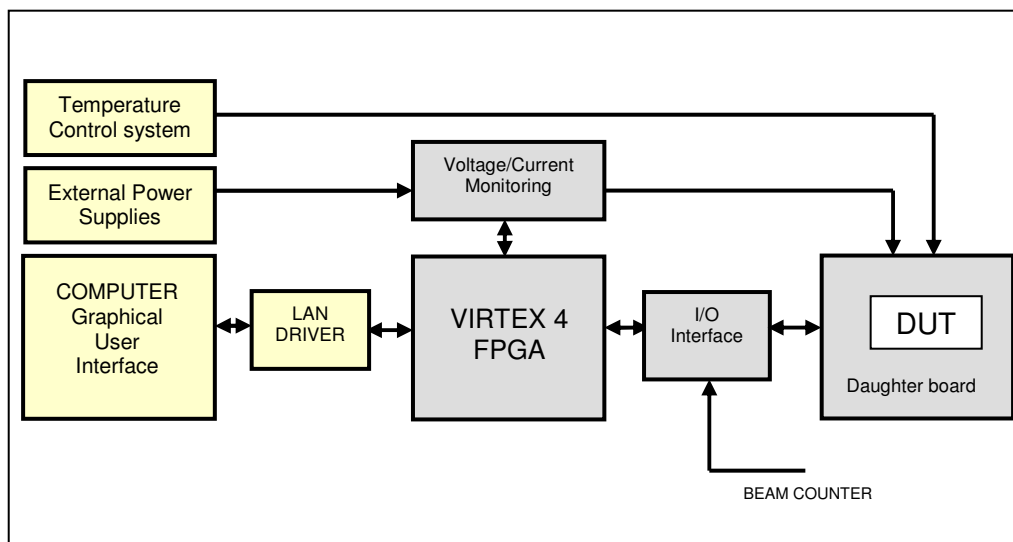 Temperature
Control system
External Power
Supplies
Voltage/Current
Monitoring
COMPUTER
Graphical
User
Interface
LAN
DRIVER
VIRTEX 4
FPGA
I/O
Interface
DUT
Daughter board
BEAM COUNTER